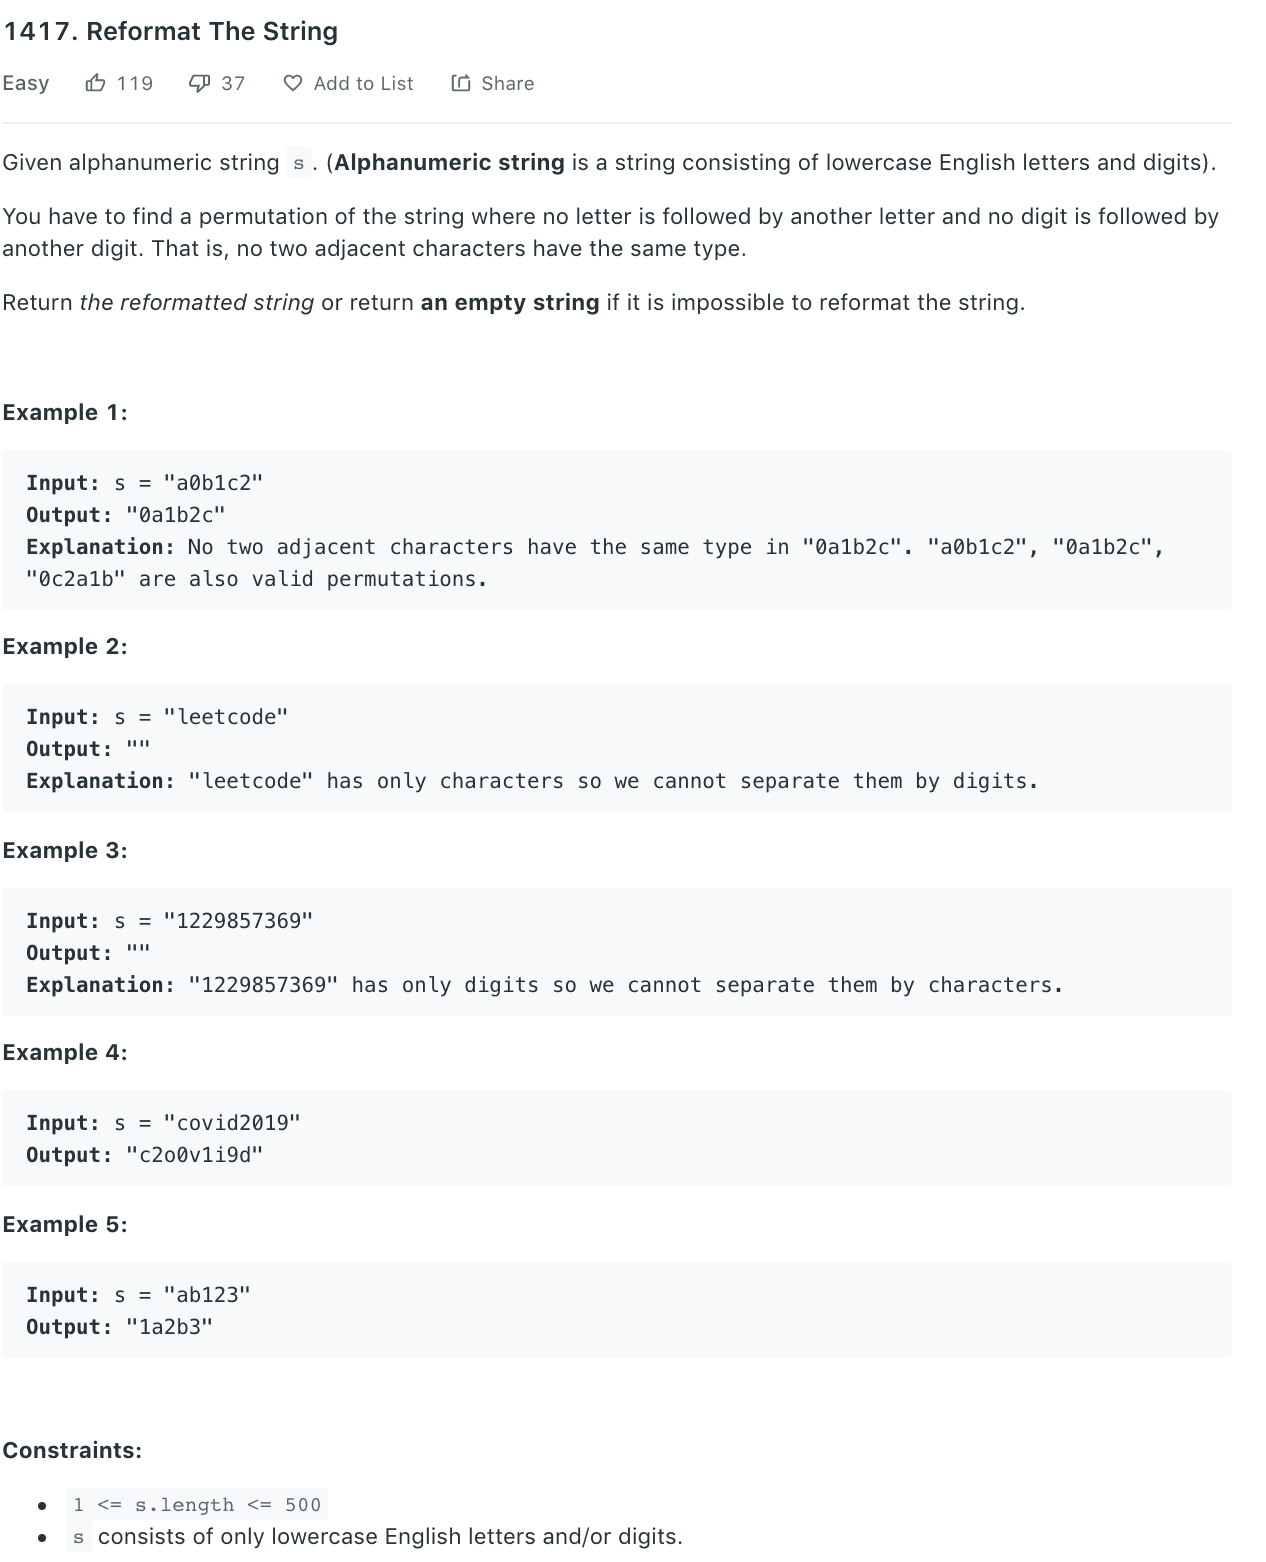 1417. Reformat The String
Easy 119 37 Add to List Share
Given alphanumeric string s. (Alphanumeric string is a string consisting of lowercase English letters and digits).
You have to find a permutation of the string where no letter is followed by another letter and no digit is followed by
another digit. That is, no two adjacent characters have the same type.
Return the reformatted string or return an empty string if it is impossible to reformat the string.
Example 1:
Input: s = "a0b1c2"
Output: "0a1b2c"
Explanation: No two adjacent characters have the same type in "0a1b2c". "a0b1c2", "0a1b2c",
"0c2a1b" are also valid permutations.
Example 2:
Input: s = "leetcode"
Output: ""
Explanation: "leetcode" has only characters so we cannot separate them by digits.
Example 3:
Input: s = "1229857369"
Output: ""
Explanation: "1229857369" has only digits so we cannot separate them by characters.
Example 4:
Input: s = "covid2019"
Output: "c2o0v1i9d"
Example 5:
Input: s = "ab123"
Output: "1a2b3"
Constraints:
• 1 <= s.length <= 500
• s consists of only lowercase English letters and/or digits.